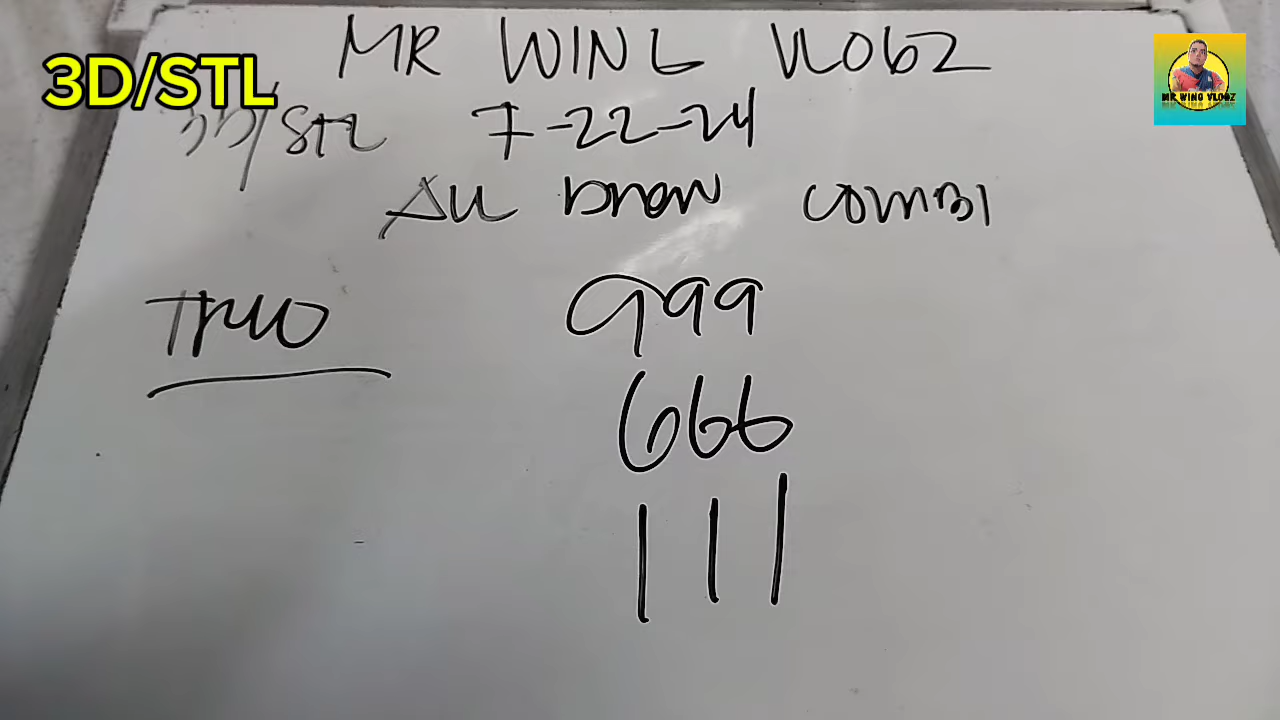 3D/STL
MR WING VLOGZ
MR WING VLOGZ
3D/STL 7-22-24
ALL DRAW COMBI
TRIO 999
666
111